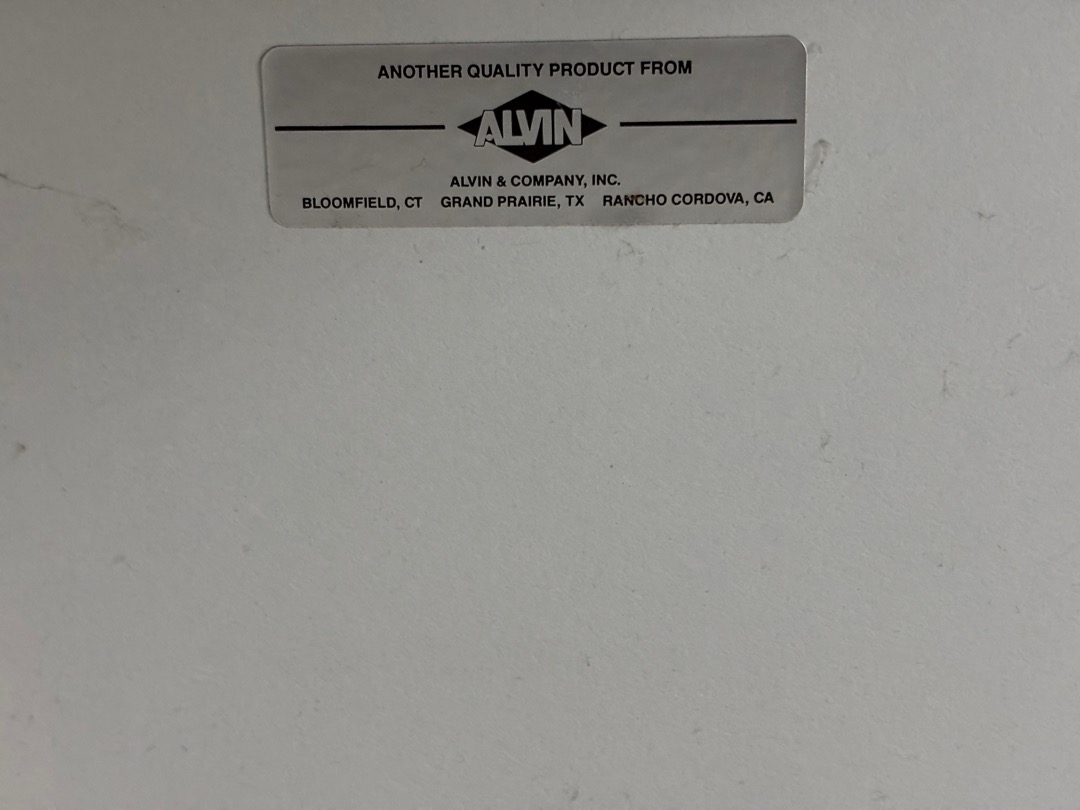 ANOTHER QUALITY PRODUCT FROM
ALVIN
ALVIN & COMPANY, INC.
BLOOMFIELD, CT GRAND PRAIRIE, TX RANCHO CORDOVA, CA